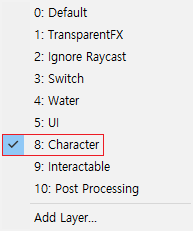 0: Default
1: TransparentFX
2: Ignore Raycast
3: Switch
4: Water
5: UI
8: Character
9: Interactable
10: Post Processing
Add Layer...